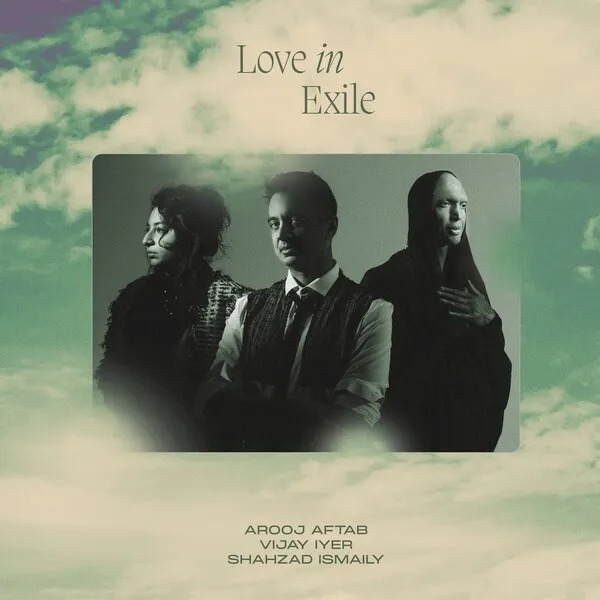 Love in
Exile
AROOJ AFTAB
VIJAY IYER
SHAHZAD ISMAILY